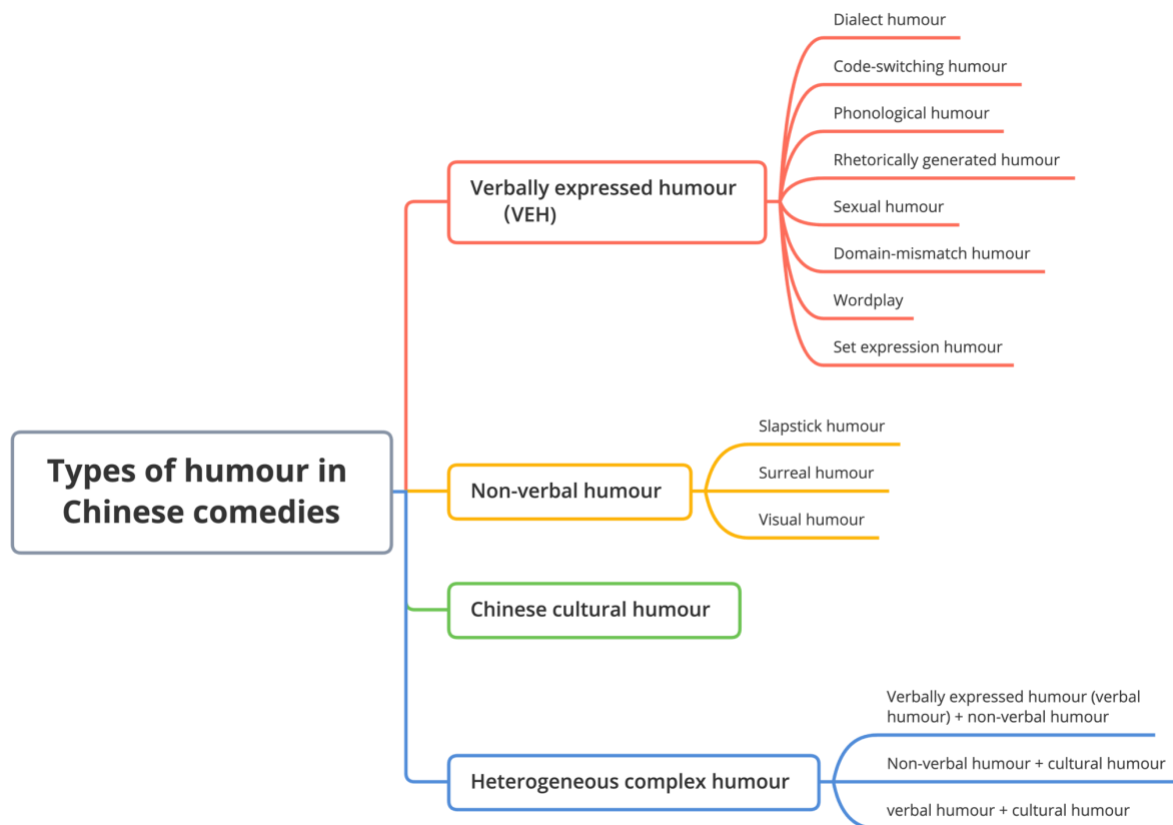 Types of humour in
Chinese comedies
Verbally expressed humour
(VEH)
Dialect humour
Code-switching humour
Phonological humour
Rhetorically generated humour
Sexual humour
Domain-mismatch humour
Wordplay
Set expression humour
Non-verbal humour
Slapstick humour
Surreal humour
Visual humour
Chinese cultural humour
Heterogeneous complex humour
Verbally expressed humour (verbal
humour) + non-verbal humour
Non-verbal humour + cultural humour
verbal humour + cultural humour